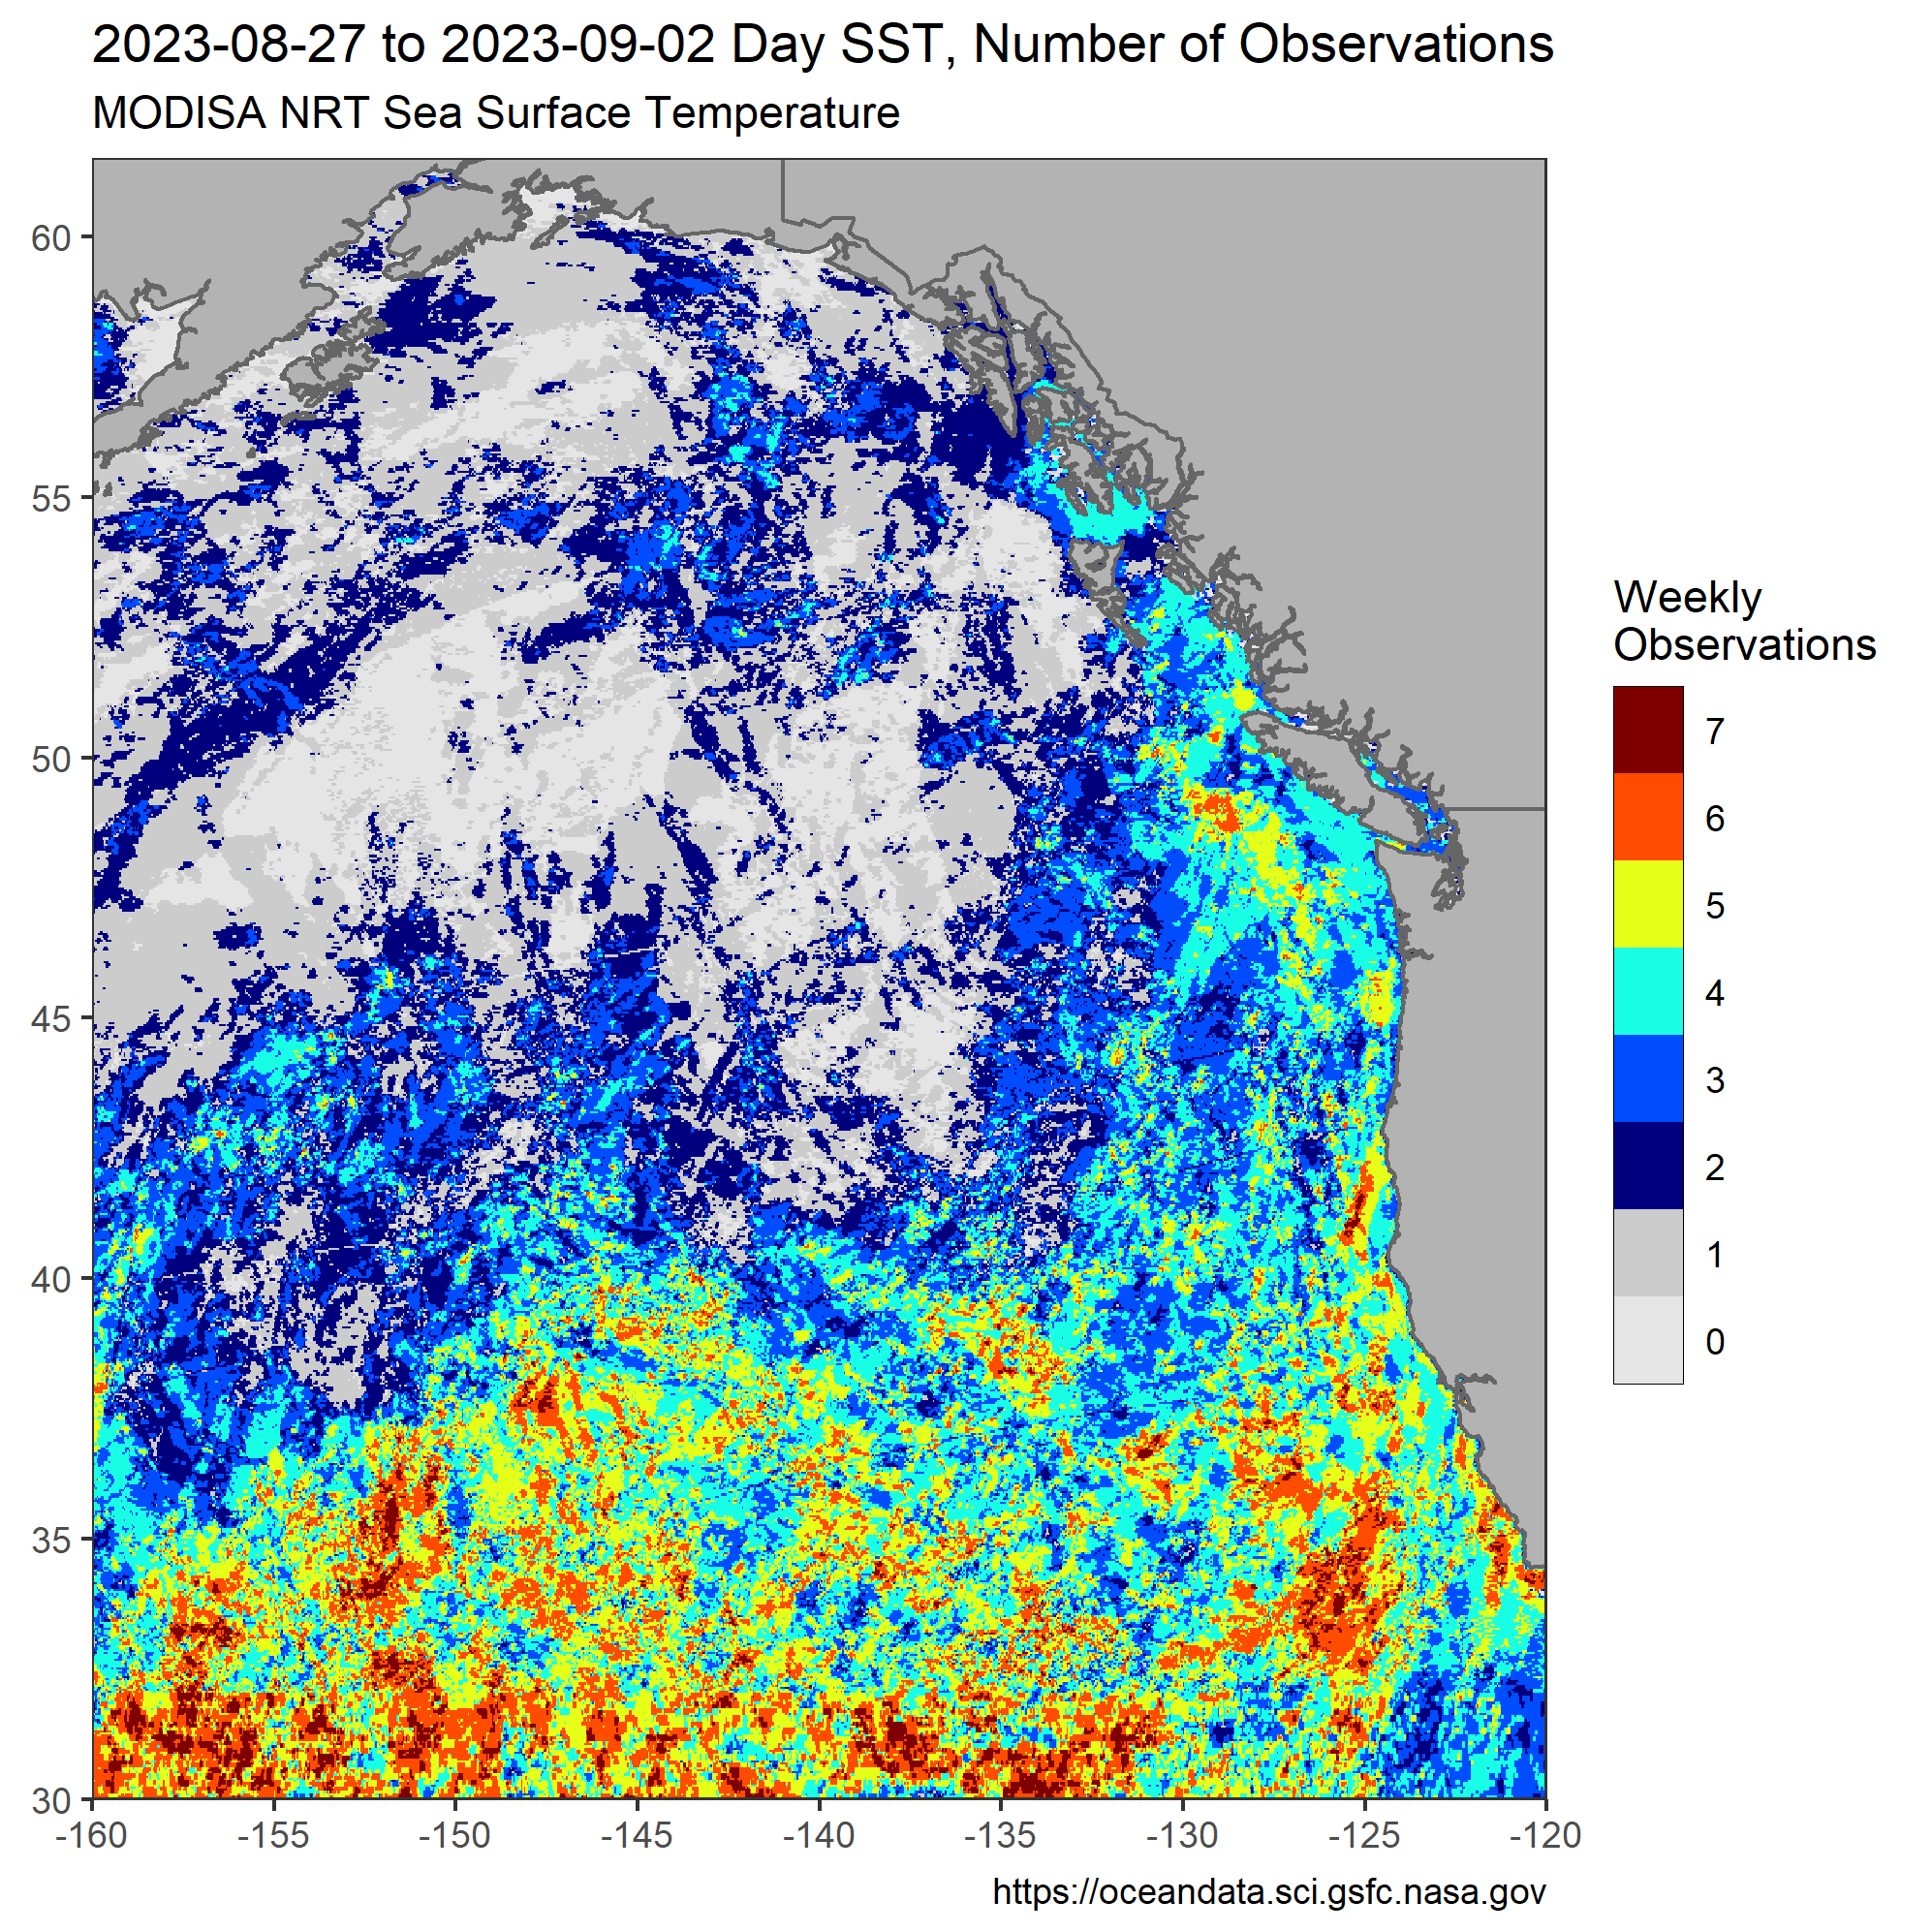 2023-08-27 to 2023-09-02 Day SST, Number of Observations
MODISA NRT Sea Surface Temperature
60
55
50
45
40
35
30
-160 -155 -150 -145 -140 -135 -130 -125 -120
Weekly
Observations
7
6
5
4
3
2
1
0
https://oceandata.sci.gsfc.nasa.gov